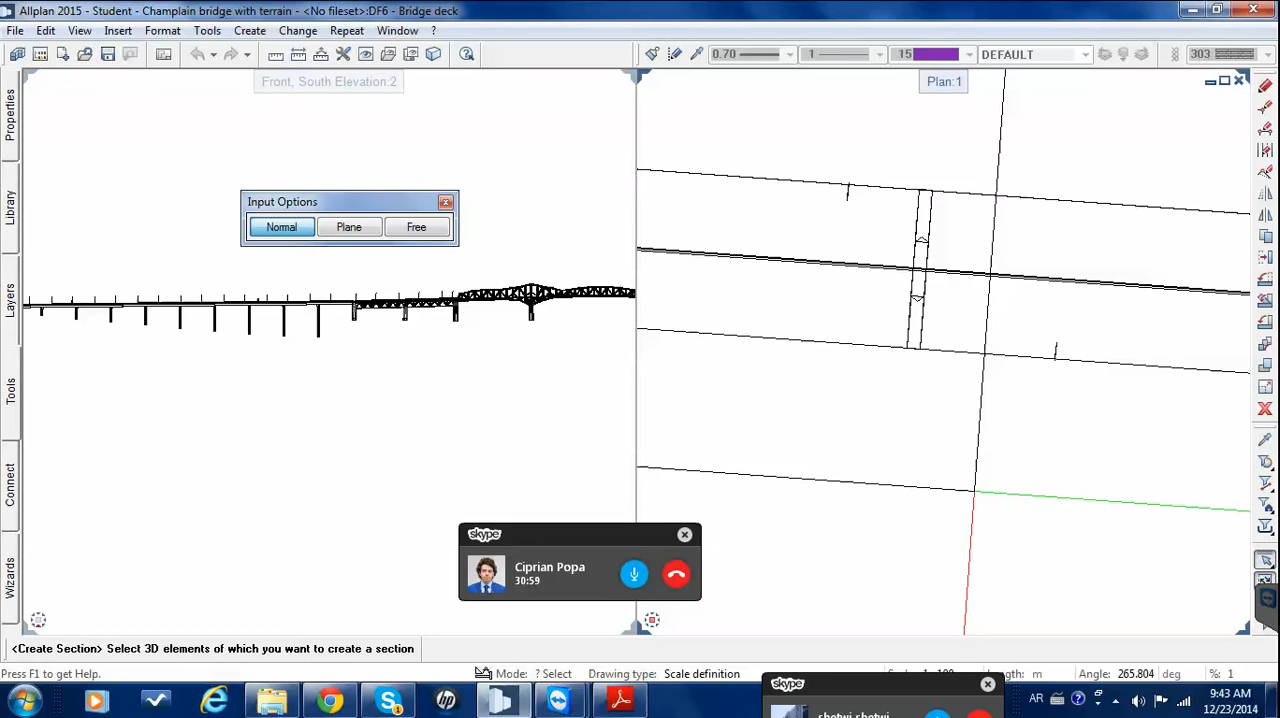 Allplan 2015 - Student - Champlain bridge with terrain - <No fileset>:DF6 - Bridge deck
File Edit View Insert Format Tools Create Change Repeat Window ?
0.70 1 15 DEFAULT 303
Front, South Elevation:2
Plan:1
Properties
Library
Layers
Tools
Connect
Wizards
Input Options
Normal Plane Free
skype
Ciprian Popa
30:59
<Create Section> Select 3D elements of which you want to create a section
Press F1 to get Help.
Mode: ? Select Drawing type: Scale definition
Angle: 265.804 deg %: 1
skype
AR
9:43 AM
12/23/2014